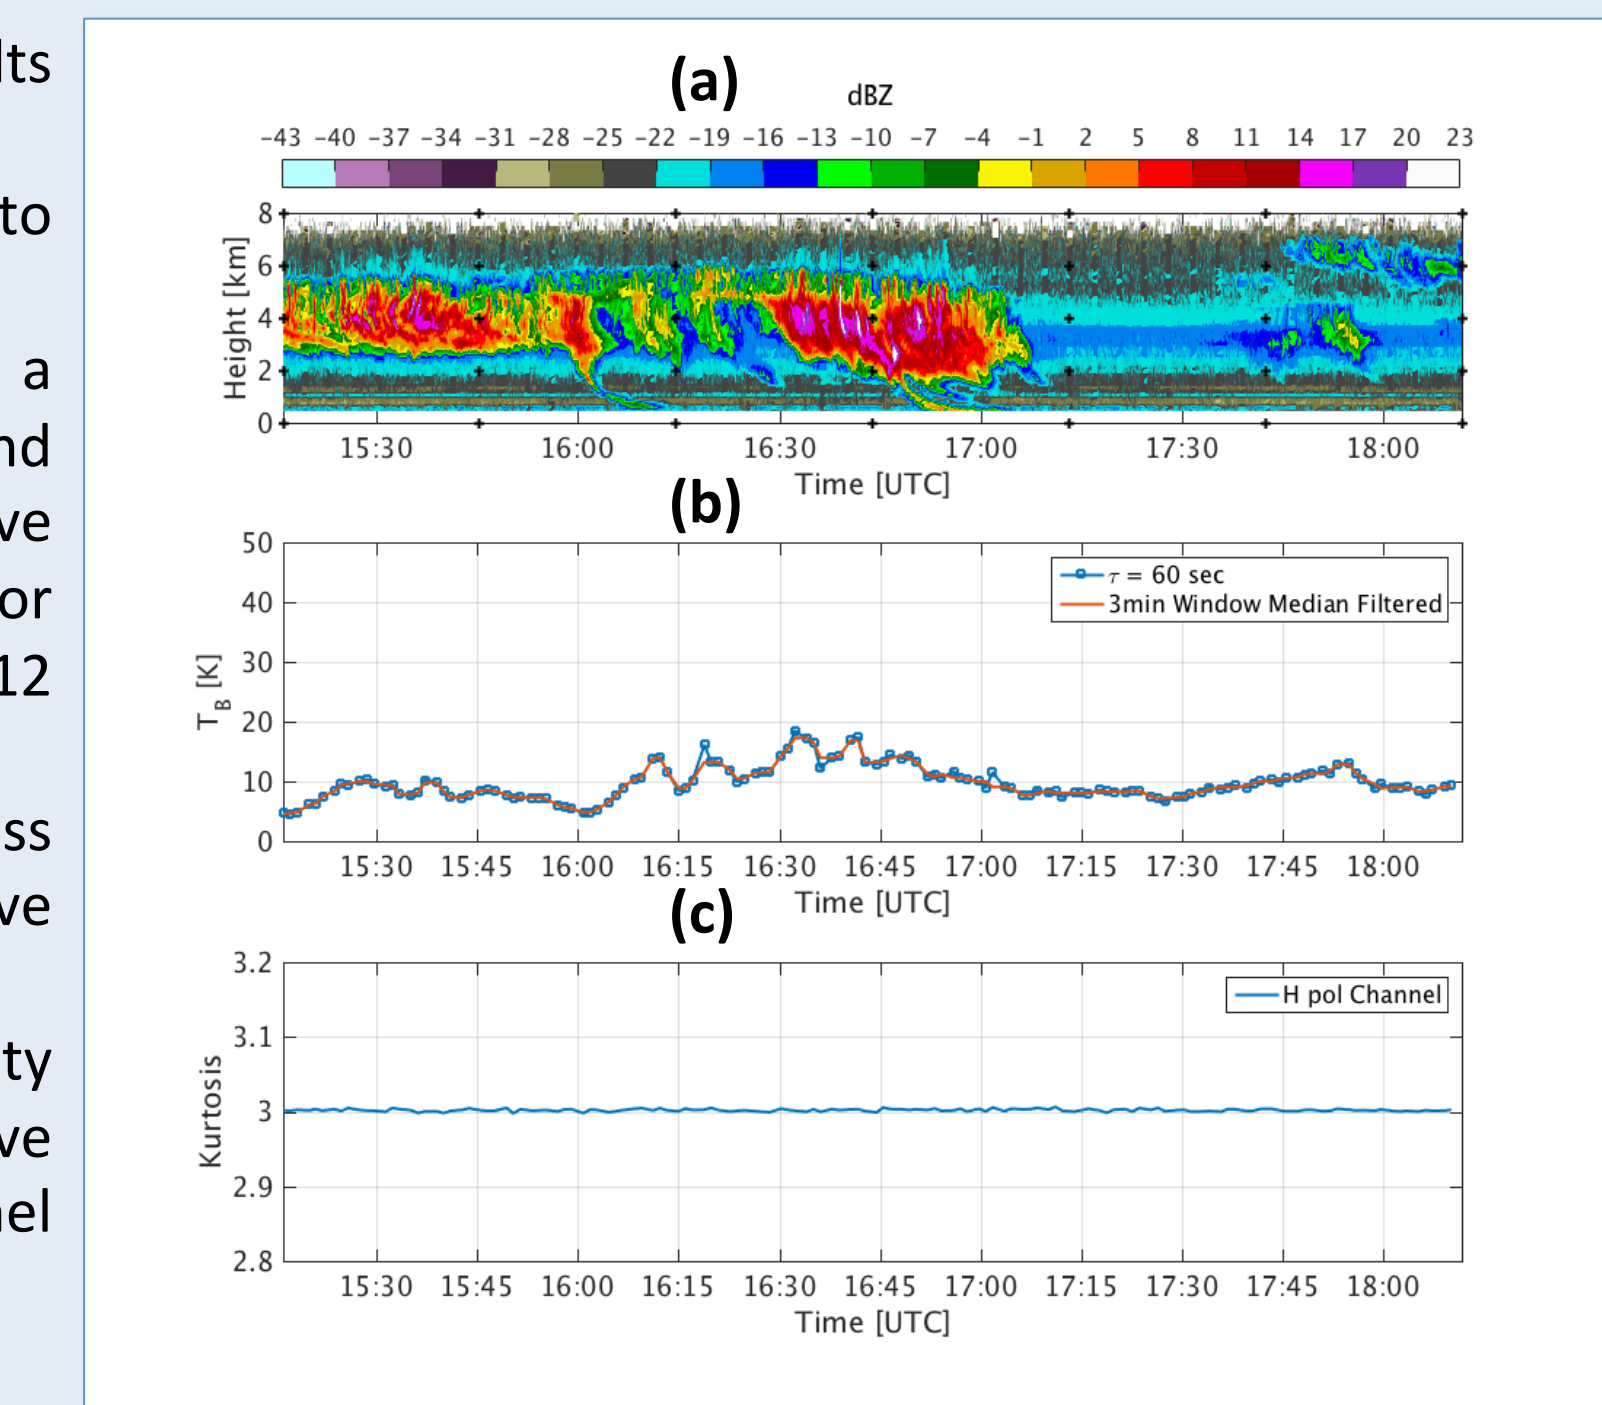 lts
to
a
nd
ve
or
12
ss
ve
ty
ve
nel
(a)
dBZ
−43 −40 −37 −34 −31 −28 −25 −22 −19 −16 −13 −10 −7 −4 −1 2 5 8 11 14 17 20 23
Height [km]
8
6
4
2
0
15:30 16:00 16:30 17:00 17:30 18:00
Time [UTC]
(b)
T_B [K]
50
40
30
20
10
0
τ = 60 sec
3min Window Median Filtered
15:30 15:45 16:00 16:15 16:30 16:45 17:00 17:15 17:30 17:45 18:00
Time [UTC]
(c)
Kurtosis
3.2
3.1
3
2.9
2.8
H pol Channel
15:30 15:45 16:00 16:15 16:30 16:45 17:00 17:15 17:30 17:45 18:00
Time [UTC]